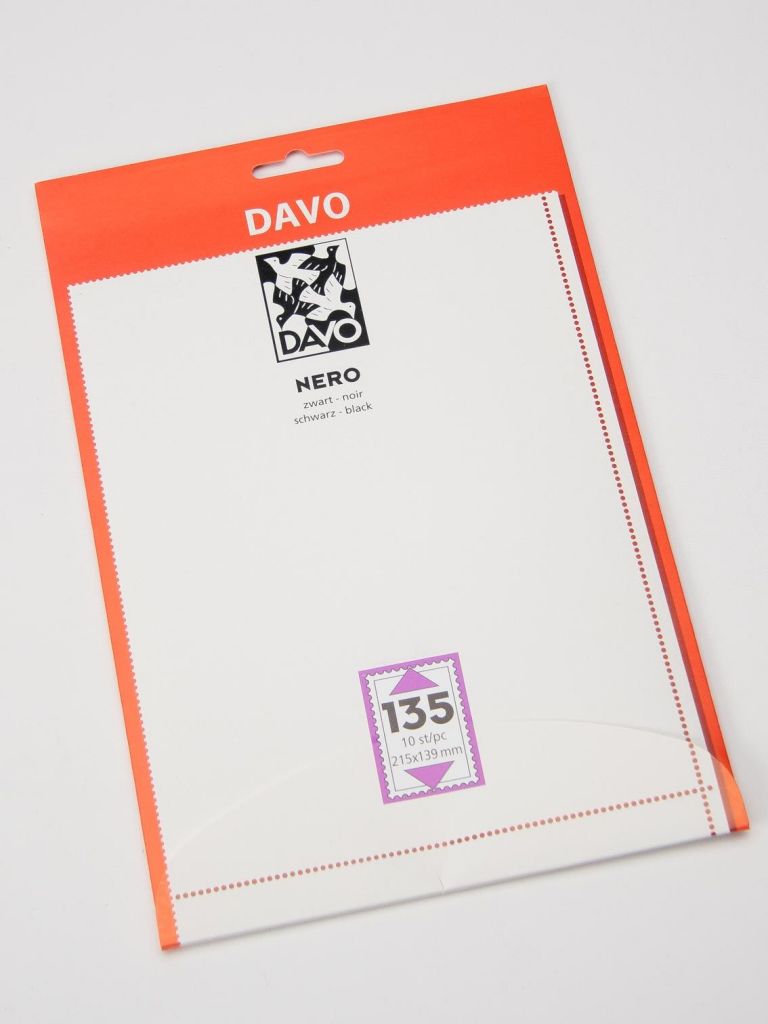 DAVO
DAVO
NERO
zwart - noir
schwarz - black
135
10 st/pc
215x139 mm